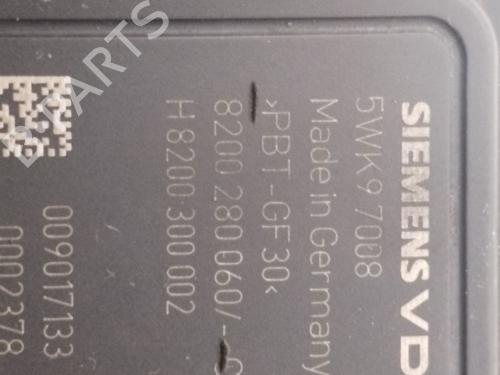 SIEMENS VD
5WK9 7008
Made in Germany
>PBT-GF30<
8200 280 060/-
H 8200 300 002
009017133
0002378
B-PARTS